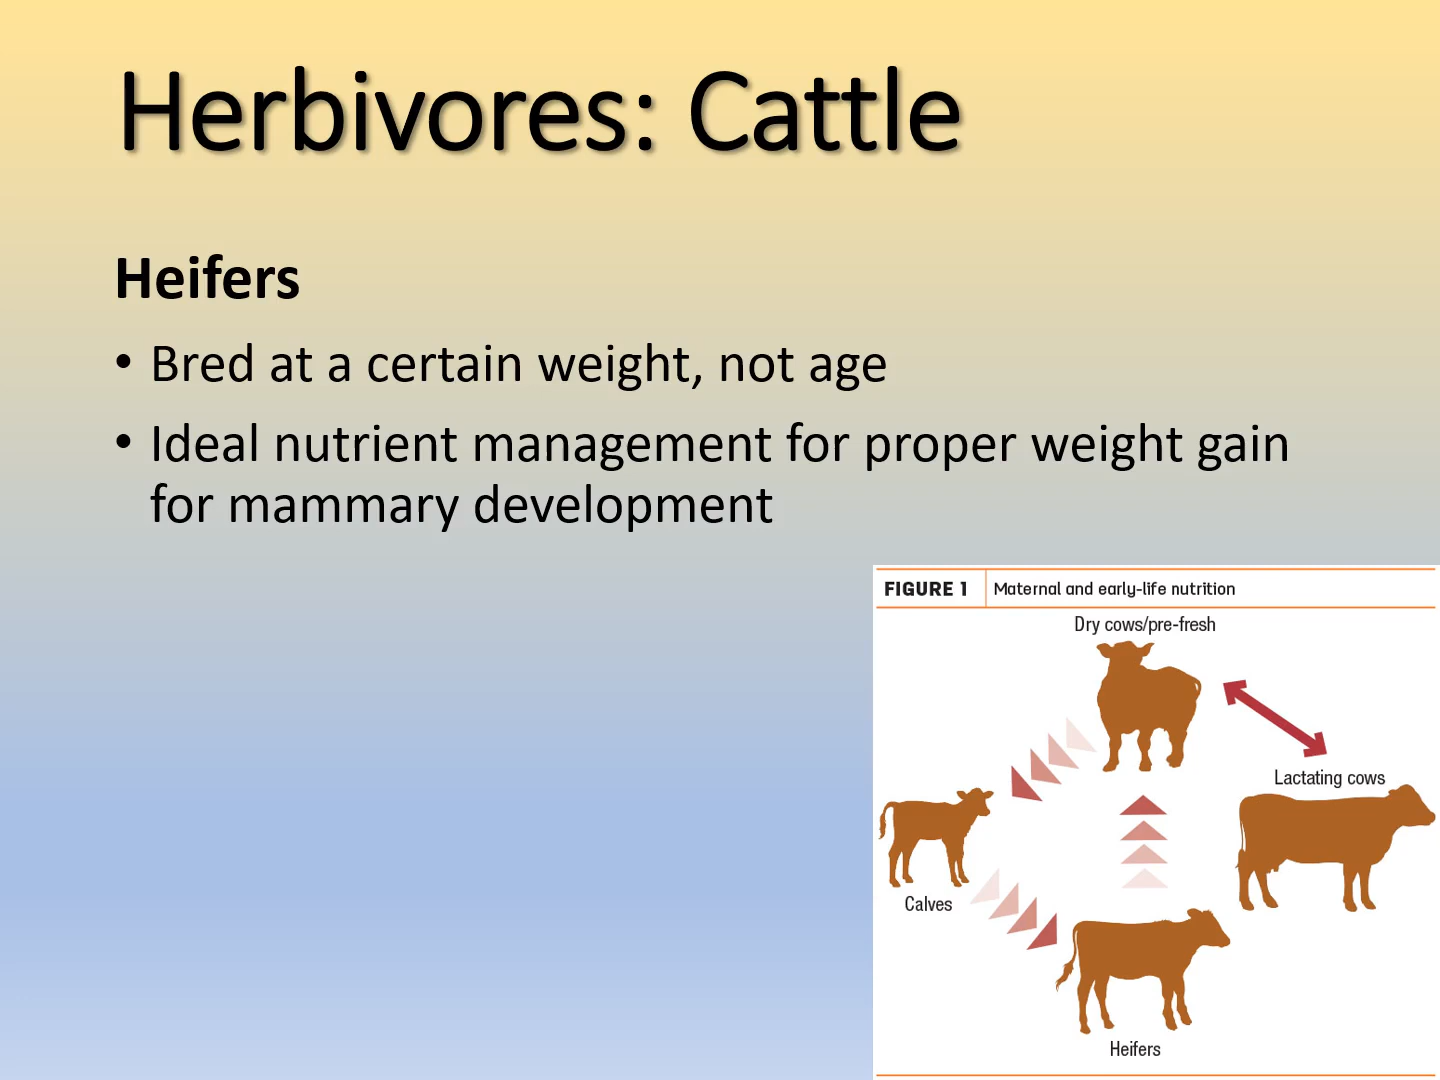 Herbivores: Cattle
Heifers
• Bred at a certain weight, not age
• Ideal nutrient management for proper weight gain
for mammary development
FIGURE 1 Maternal and early-life nutrition
Dry cows/pre-fresh
Lactating cows
Calves
Heifers